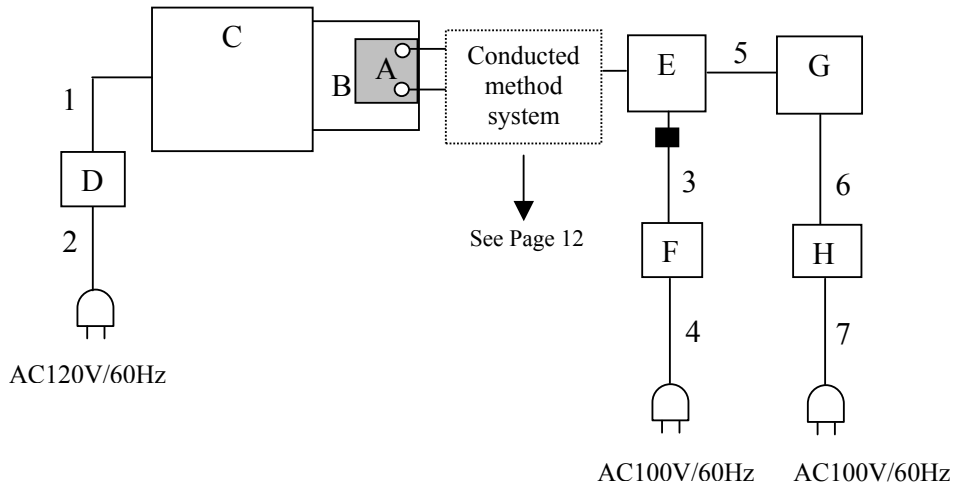 C
A
B
Conducted
method
system
E
5
G
1
D
3
6
See Page 12
F
H
2
4
7
AC120V/60Hz
AC100V/60Hz
AC100V/60Hz